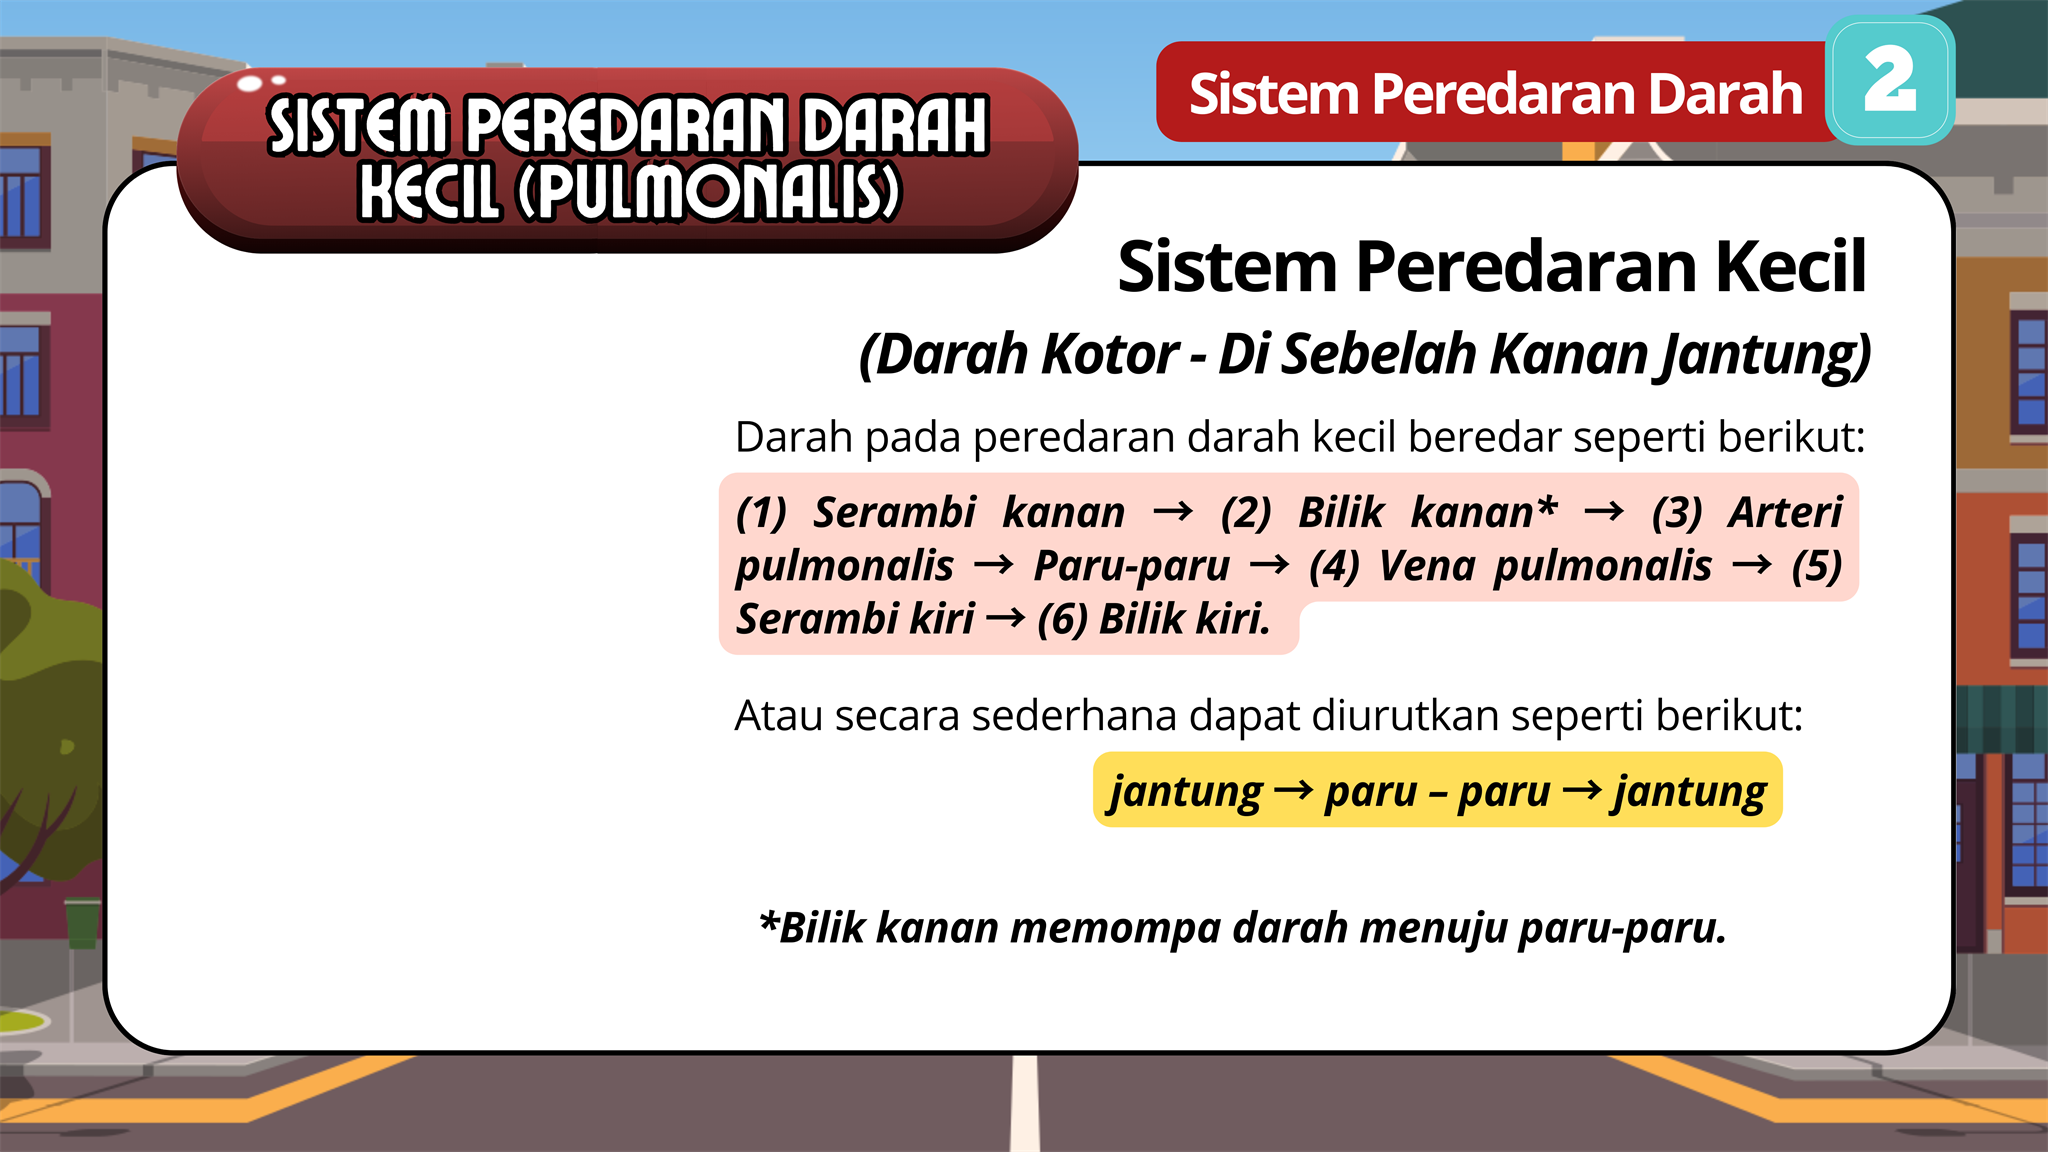 Sistem Peredaran Darah
2
SISTEM PEREDARAN DARAH
KECIL (PULMONALIS)
Sistem Peredaran Kecil
(Darah Kotor - Di Sebelah Kanan Jantung)
Darah pada peredaran darah kecil beredar seperti berikut:
(1) Serambi kanan → (2) Bilik kanan* → (3) Arteri
pulmonalis → Paru-paru → (4) Vena pulmonalis → (5)
Serambi kiri → (6) Bilik kiri.
Atau secara sederhana dapat diurutkan seperti berikut:
jantung → paru – paru → jantung
*Bilik kanan memompa darah menuju paru-paru.